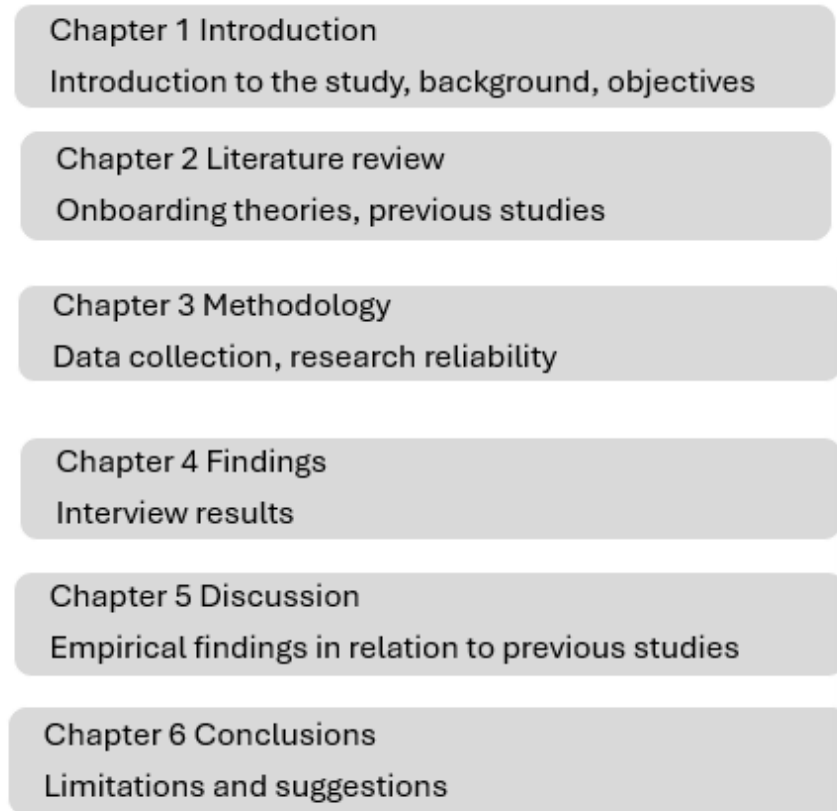 Chapter 1 Introduction
Introduction to the study, background, objectives
Chapter 2 Literature review
Onboarding theories, previous studies
Chapter 3 Methodology
Data collection, research reliability
Chapter 4 Findings
Interview results
Chapter 5 Discussion
Empirical findings in relation to previous studies
Chapter 6 Conclusions
Limitations and suggestions